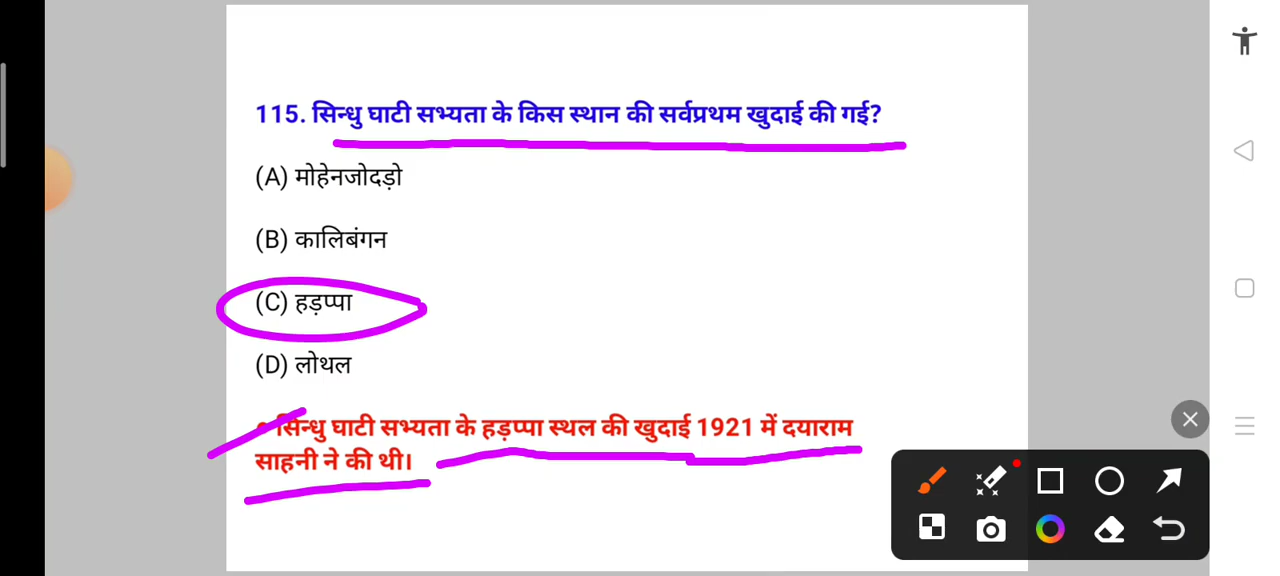 115. सिन्धु घाटी सभ्यता के किस स्थान की सर्वप्रथम खुदाई की गई?
(A) मोहेनजोदड़ो
(B) कालिबंगन
(C) हड़प्पा
(D) लोथल
• सिन्धु घाटी सभ्यता के हड़प्पा स्थल की खुदाई 1921 में दयाराम
साहनी ने की थी।